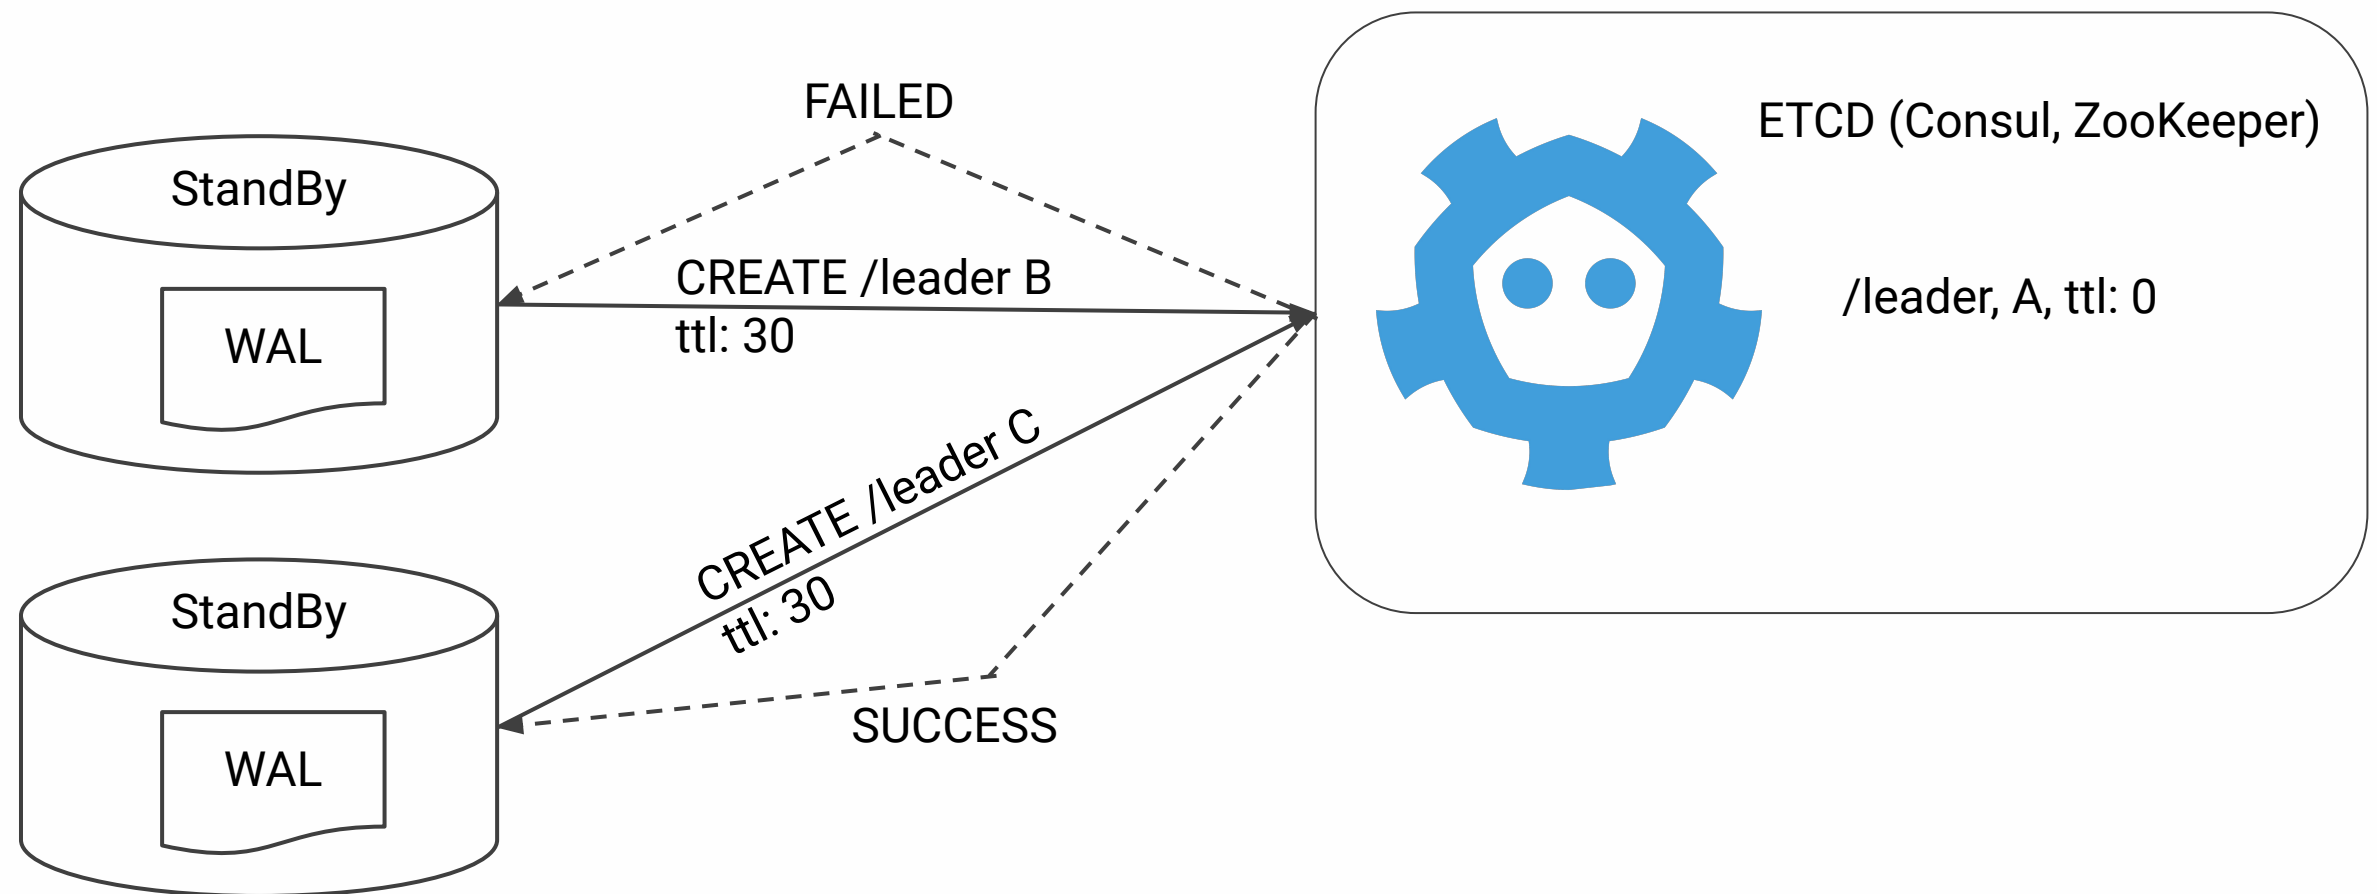 FAILED
ETCD (Consul, ZooKeeper)
StandBy
CREATE /leader B
ttl: 30
/leader, A, ttl: 0
WAL
CREATE /leader C
ttl: 30
StandBy
SUCCESS
WAL